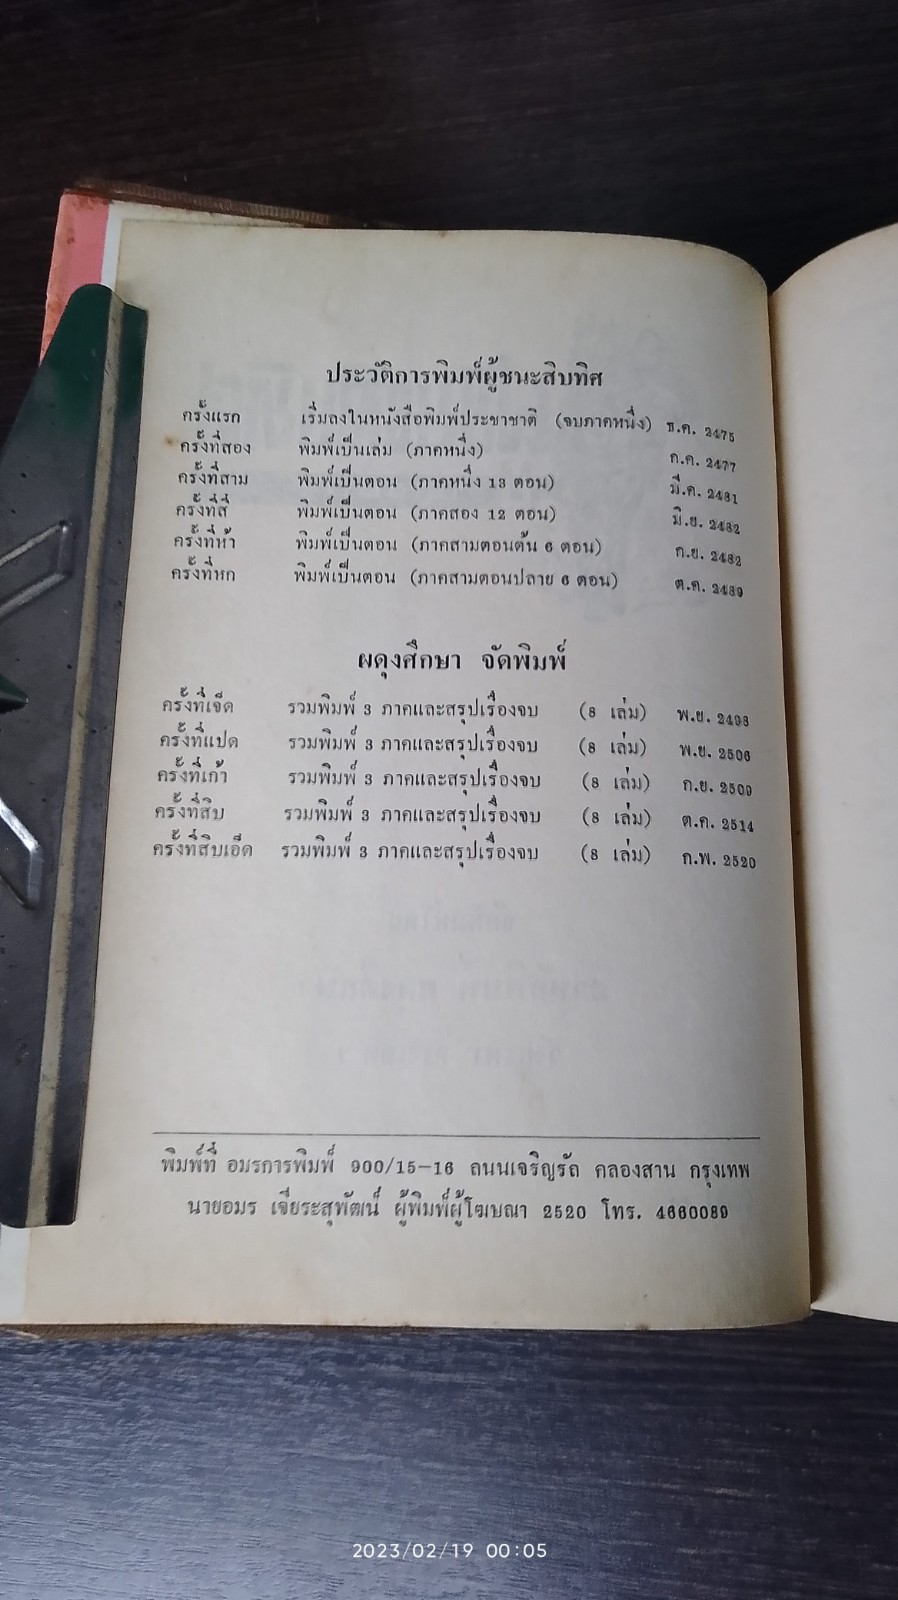 ประวัติการพิมพ์ผู้ชนะสิบทิศ
ครั้งแรก เริ่มลงในหนังสือพิมพ์ประชาชาติ (จบภาคหนึ่ง) ธ.ค. 2475
ครั้งที่สอง พิมพ์เป็นเล่ม (ภาคหนึ่ง) ก.ค. 2477
ครั้งที่สาม พิมพ์เป็นตอน (ภาคหนึ่ง 13 ตอน) มี.ค. 2481
ครั้งที่สี่ พิมพ์เป็นตอน (ภาคสอง 12 ตอน) มิ.ย. 2482
ครั้งที่ห้า พิมพ์เป็นตอน (ภาคสามตอนต้น 6 ตอน) ก.ย. 2482
ครั้งที่หก พิมพ์เป็นตอน (ภาคสามตอนปลาย 6 ตอน) ต.ค. 2489
ผดุงศึกษา จัดพิมพ์
ครั้งที่เจ็ด รวมพิมพ์ 3 ภาคและสรุปเรื่องจบ (8 เล่ม) พ.ย. 2498
ครั้งที่แปด รวมพิมพ์ 3 ภาคและสรุปเรื่องจบ (8 เล่ม) พ.ย. 2506
ครั้งที่เก้า รวมพิมพ์ 3 ภาคและสรุปเรื่องจบ (8 เล่ม) ก.ย. 2509
ครั้งที่สิบ รวมพิมพ์ 3 ภาคและสรุปเรื่องจบ (8 เล่ม) ต.ค. 2514
ครั้งที่สิบเอ็ด รวมพิมพ์ 3 ภาคและสรุปเรื่องจบ (8 เล่ม) ก.พ. 2520
พิมพ์ที่ อมรการพิมพ์ 900/15-16 ถนนเจริญรัถ คลองสาน กรุงเทพ
นายอมร เจียระสุพัฒน์ ผู้พิมพ์ผู้โฆษณา 2520 โทร. 4660089
2023/02/19 00:05